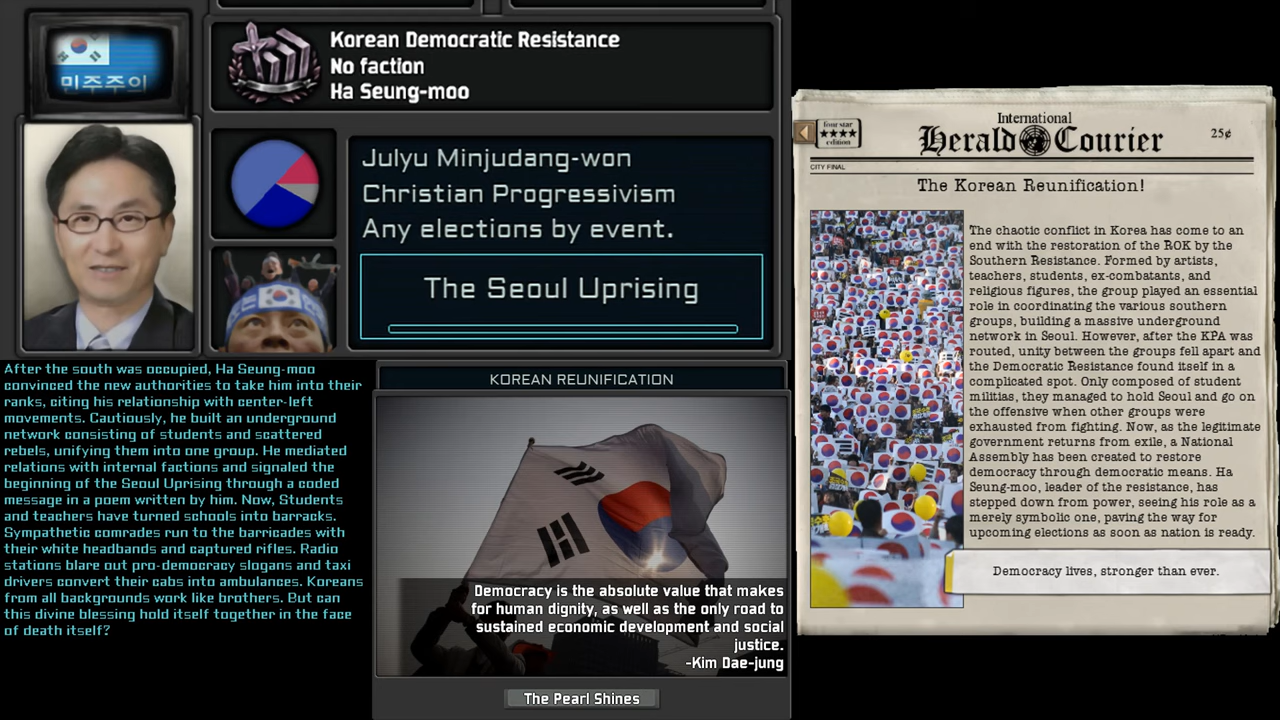 민주주의
Korean Democratic Resistance
No faction
Ha Seung-moo
Julyu Minjudang-won
Christian Progressivism
Any elections by event.
The Seoul Uprising
After the south was occupied, Ha Seung-moo
convinced the new authorities to take him into their
ranks, citing his relationship with center-left
movements. Cautiously, he built an underground
network consisting of students and scattered
rebels, unifying them into one group. He mediated
relations with internal factions and signaled the
beginning of the Seoul Uprising through a coded
message in a poem written by him. Now, Students
and teachers have turned schools into barracks.
Sympathetic comrades run to the barricades with
their white headbands and captured rifles. Radio
stations blare out pro-democracy slogans and taxi
drivers convert their cabs into ambulances. Koreans
from all backgrounds work like brothers. But can
this divine blessing hold itself together in the face
of death itself?
KOREAN REUNIFICATION
Democracy is the absolute value that makes
for human dignity, as well as the only road to
sustained economic development and social
justice.
-Kim Dae-jung
The Pearl Shines
four star
edition
International
Herald Courier
25¢
CITY FINAL
The Korean Reunification!
The chaotic conflict in Korea has come to an
end with the restoration of the ROK by the
Southern Resistance. Formed by artists,
teachers, students, ex-combatants, and
religious figures, the group played an essential
role in coordinating the various southern
groups, building a massive underground
network in Seoul. However, after the KPA was
routed, unity between the groups fell apart and
the Democratic Resistance found itself in a
complicated spot. Only composed of student
militias, they managed to hold Seoul and go on
the offensive when other groups were
exhausted from fighting. Now, as the legitimate
government returns from exile, a National
Assembly has been created to restore
democracy through democratic means. Ha
Seung-moo, leader of the resistance, has
stepped down from power, seeing his role as a
merely symbolic one, paving the way for
upcoming elections as soon as nation is ready.
Democracy lives, stronger than ever.